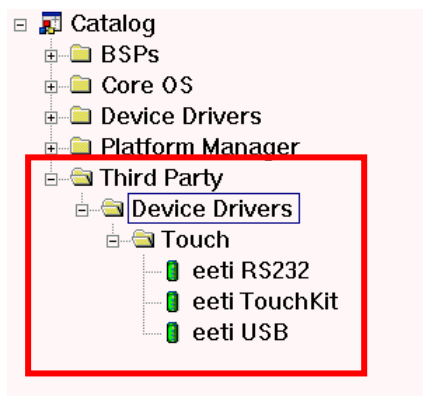 Catalog
BSPs
Core OS
Device Drivers
Platform Manager
Third Party
Device Drivers
Touch
eeti RS232
eeti TouchKit
eeti USB